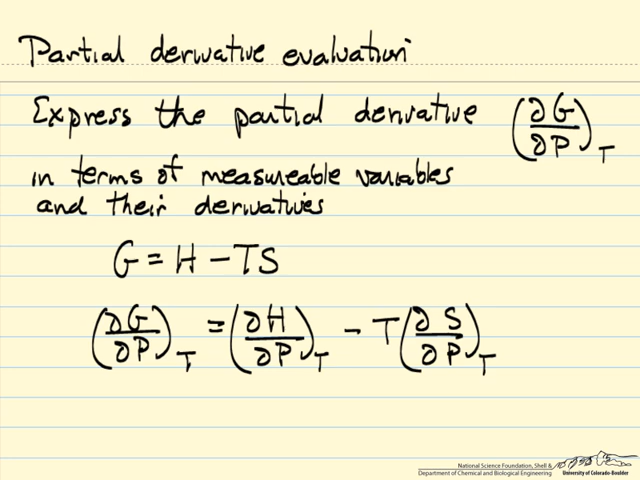 Partial derivative evaluation
Express the partial derivative (∂G/∂P)_T
in terms of measureable variables
and their derivatives
G = H - TS
(∂G/∂P)_T = (∂H/∂P)_T - T(∂S/∂P)_T
National Science Foundation, Shell &
Department of Chemical and Biological Engineering
University of Colorado-Boulder